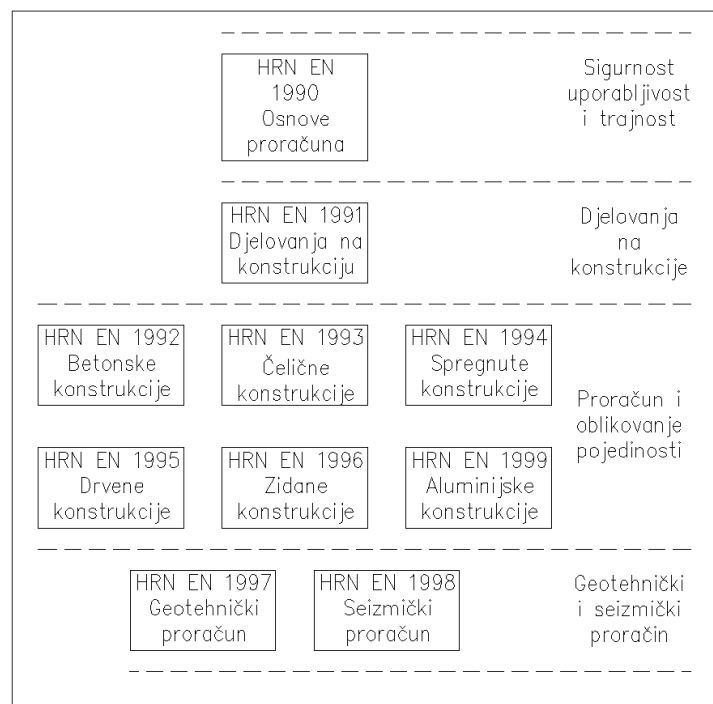 HRN EN
1990
Osnove
proračuna
Sigurnost
uporabljivost
i trajnost
HRN EN 1991
Djelovanja na
konstrukciju
Djelovanja
na
konstrukcije
HRN EN 1992
Betonske
konstrukcije
HRN EN 1993
Čelične
konstrukcije
HRN EN 1994
Spregnute
konstrukcije
Proračun i
oblikovanje
pojedinosti
HRN EN 1995
Drvene
konstrukcije
HRN EN 1996
Zidane
konstrukcije
HRN EN 1999
Aluminijske
konstrukcije
HRN EN 1997
Geotehnički
proračun
HRN EN 1998
Seizmički
proračun
Geotehnički
i seizmički
proračin